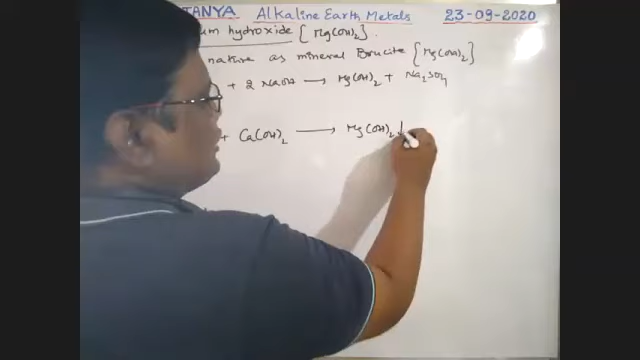 TANYA Alkaline Earth Metals 23-09-2020
um hydroxide [Mg(OH)₂].
nature as mineral Brucite [Mg(OH)₂]
+ 2 NaOH → Mg(OH)₂ + Na₂SO₄
+ Ca(OH)₂ → Mg(OH)₂↓